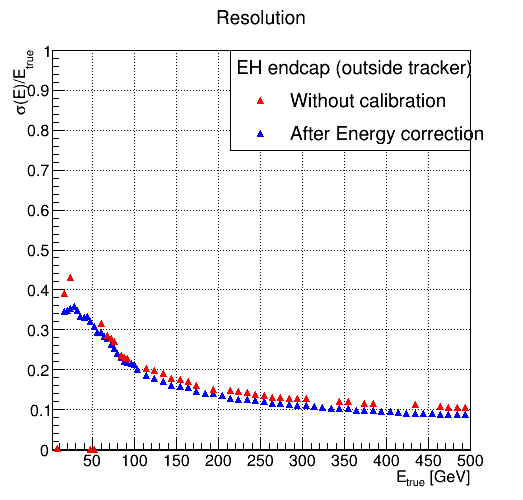 Resolution
σ(E)/E_true
1
0.9
0.8
0.7
0.6
0.5
0.4
0.3
0.2
0.1
0
EH endcap (outside tracker)
Without calibration
After Energy correction
50 100 150 200 250 300 350 400 450 500
E_true [GeV]